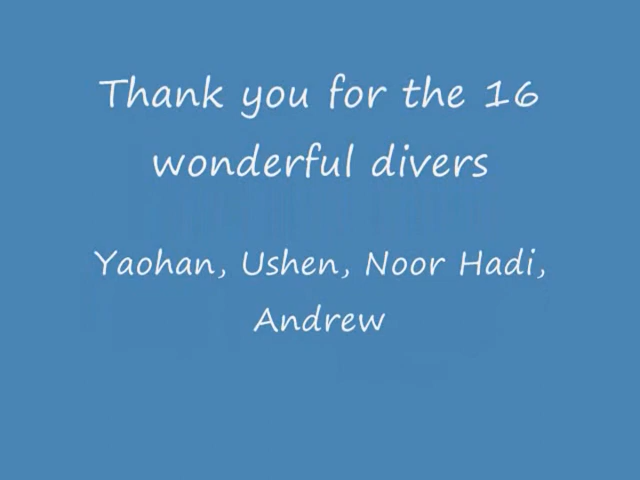 Thank you for the 16
wonderful divers
Yaohan, Ushen, Noor Hadi,
Andrew